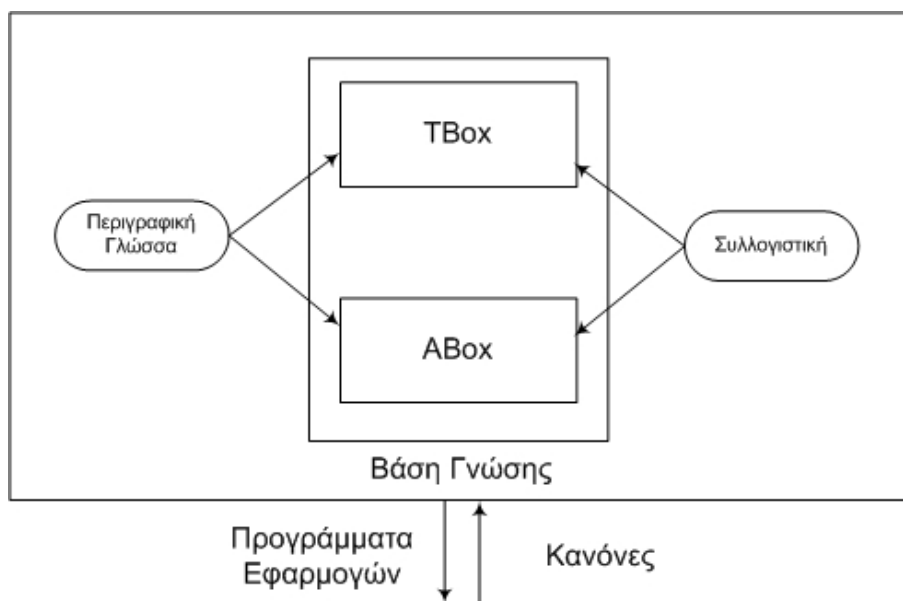 TBox
Περιγραφική
Γλώσσα
Συλλογιστική
ABox
Βάση Γνώσης
Προγράμματα
Εφαρμογών
Κανόνες